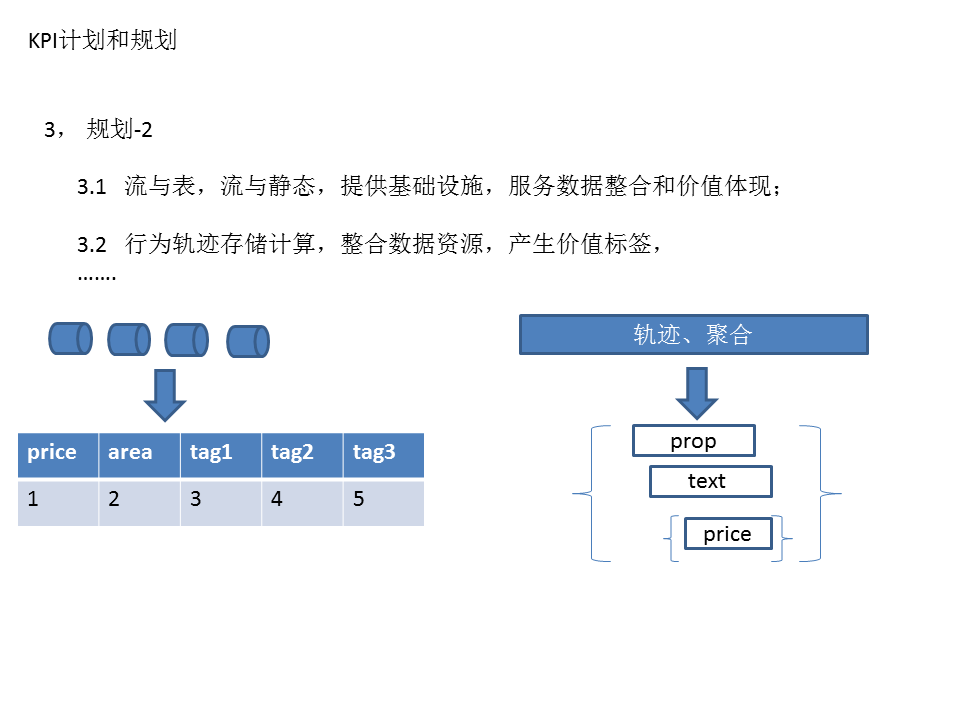 KPI计划和规划
3， 规划-2
3.1 流与表，流与静态，提供基础设施，服务数据整合和价值体现；
3.2 行为轨迹存储计算，整合数据资源，产生价值标签，
…….
轨迹、聚合
price area tag1 tag2 tag3
1 2 3 4 5
prop
text
price